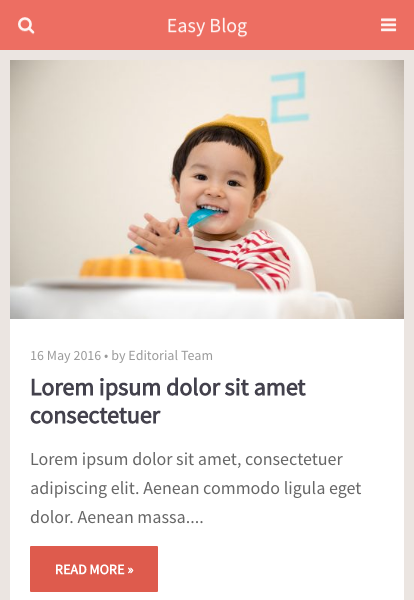 Easy Blog
2
16 May 2016 • by Editorial Team
Lorem ipsum dolor sit amet
consectetuer
Lorem ipsum dolor sit amet, consectetuer
adipiscing elit. Aenean commodo ligula eget
dolor. Aenean massa....
READ MORE »